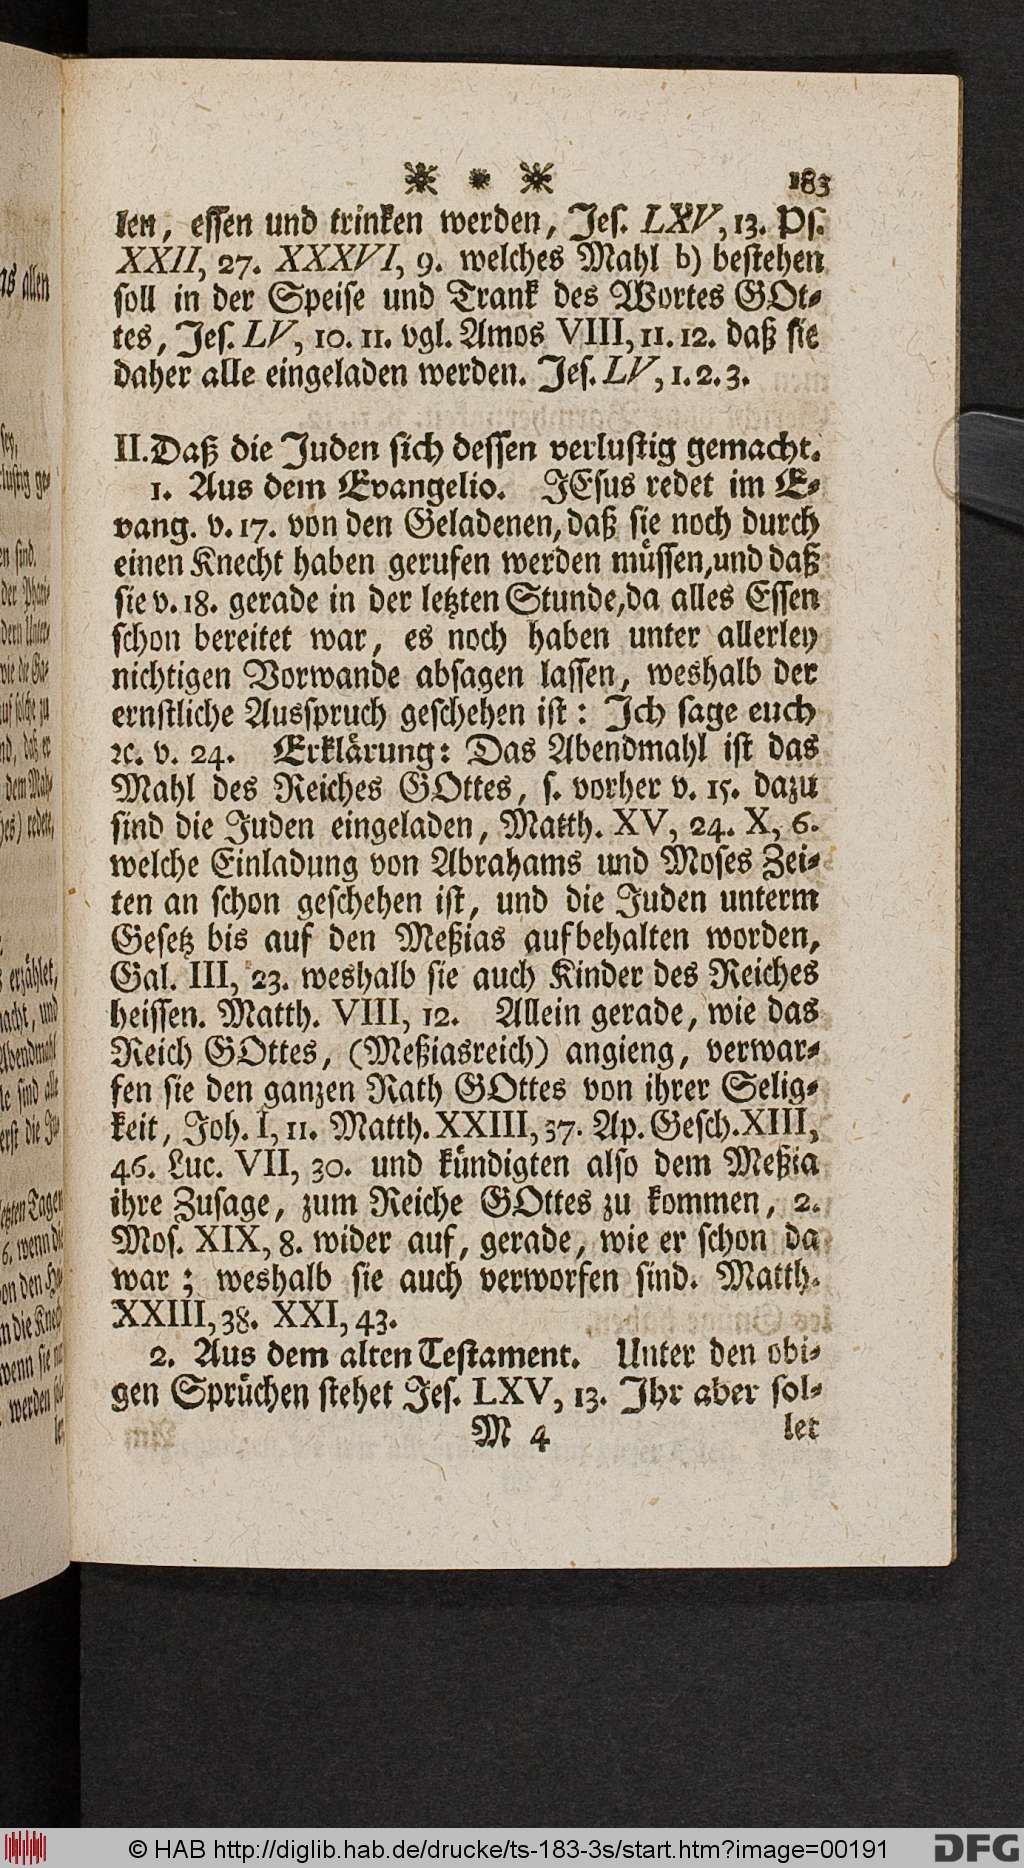 ※ * ※ 183
len, essen und trinken werden, Jes. LXV, 13. Ps.
XXII, 27. XXXVI, 9. welches Mahl b) bestehen
soll in der Speise und Trank des Wortes GOt-
tes, Jes. LV, 10. 11. vgl. Amos VIII, 11. 12. daß sie
daher alle eingeladen werden. Jes. LV, 1. 2. 3.
II. Daß die Juden sich dessen verlustig gemacht.
1. Aus dem Evangelio. JEsus redet im E-
vang. v. 17. von den Geladenen, daß sie noch durch
einen Knecht haben gerufen werden müssen, und daß
sie v. 18. gerade in der letzten Stunde, da alles Essen
schon bereitet war, es noch haben unter allerley
nichtigen Vorwande absagen lassen, weshalb der
ernstliche Ausspruch geschehen ist: Ich sage euch
ꝛc. v. 24. Erklärung: Das Abendmahl ist das
Mahl des Reiches GOttes, s. vorher v. 15. dazu
sind die Juden eingeladen, Matth. XV, 24. X, 6.
welche Einladung von Abrahams und Moses Zei-
ten an schon geschehen ist, und die Juden unterm
Gesetz bis auf den Meßias aufbehalten worden,
Gal. III, 23. weshalb sie auch Kinder des Reiches
heissen. Matth. VIII, 12. Allein gerade, wie das
Reich GOttes, (Meßiasreich) angieng, verwar-
fen sie den ganzen Rath GOttes von ihrer Selig-
keit, Joh. I, 11. Matth. XXIII, 37. Ap. Gesch. XIII,
46. Luc. VII, 30. und kündigten also dem Meßia
ihre Zusage, zum Reiche GOttes zu kommen, 2.
Mos. XIX, 8. wider auf, gerade, wie er schon da
war; weshalb sie auch verworfen sind. Matth.
XXIII, 38. XXI, 43.
2. Aus dem alten Testament. Unter den obi-
gen Sprüchen stehet Jes. LXV, 13. Ihr aber sol-
M 4 let
© HAB http://diglib.hab.de/drucke/ts-183-3s/start.htm?image=00191
DFG